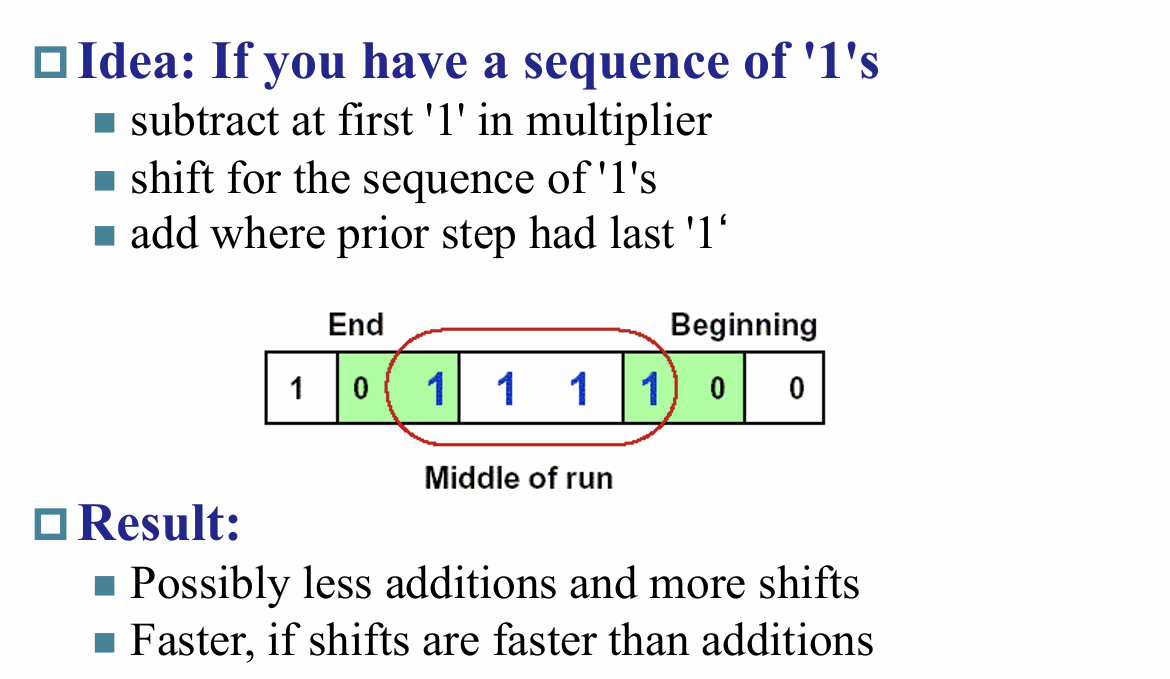 Idea: If you have a sequence of '1's
subtract at first '1' in multiplier
shift for the sequence of '1's
add where prior step had last '1‘
End Beginning
1 0 1 1 1 1 0 0
Middle of run
Result:
Possibly less additions and more shifts
Faster, if shifts are faster than additions